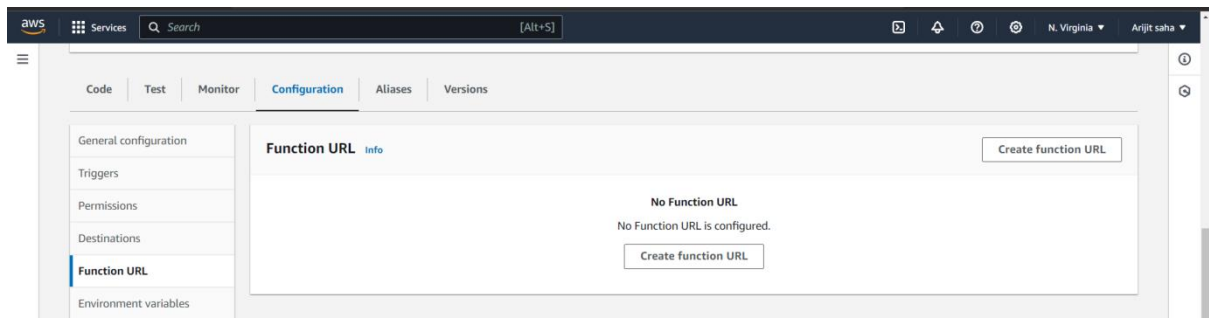 aws Services Search [Alt+S] N. Virginia Arijit saha
Code Test Monitor Configuration Aliases Versions
General configuration
Triggers
Permissions
Destinations
Function URL
Environment variables
Function URL Info Create function URL
No Function URL
No Function URL is configured.
Create function URL